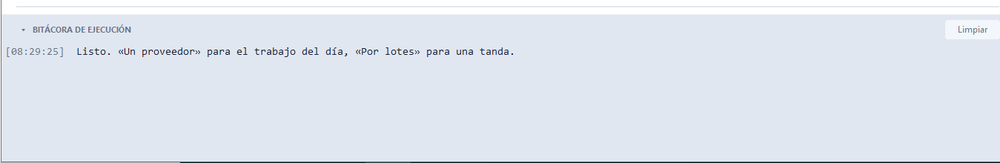 BITÁCORA DE EJECUCIÓN
Limpiar
[08:29:25] Listo. «Un proveedor» para el trabajo del día, «Por lotes» para una tanda.